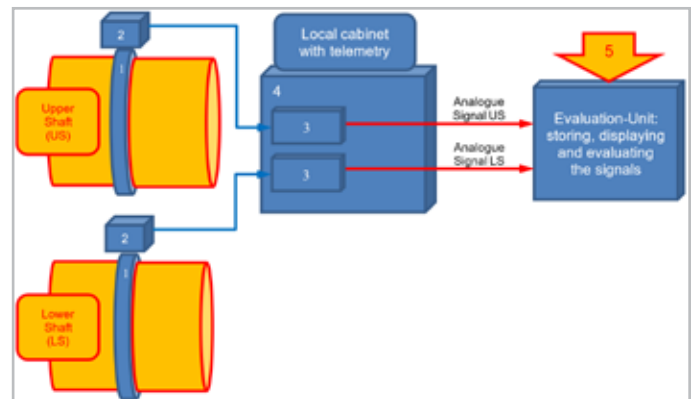 2
1
Upper
Shaft
(US)
Local cabinet
with telemetry
4
3
3
Analogue
Signal US
Analogue
Signal LS
5
Evaluation-Unit:
storing, displaying
and evaluating
the signals
2
1
Lower
Shaft
(LS)